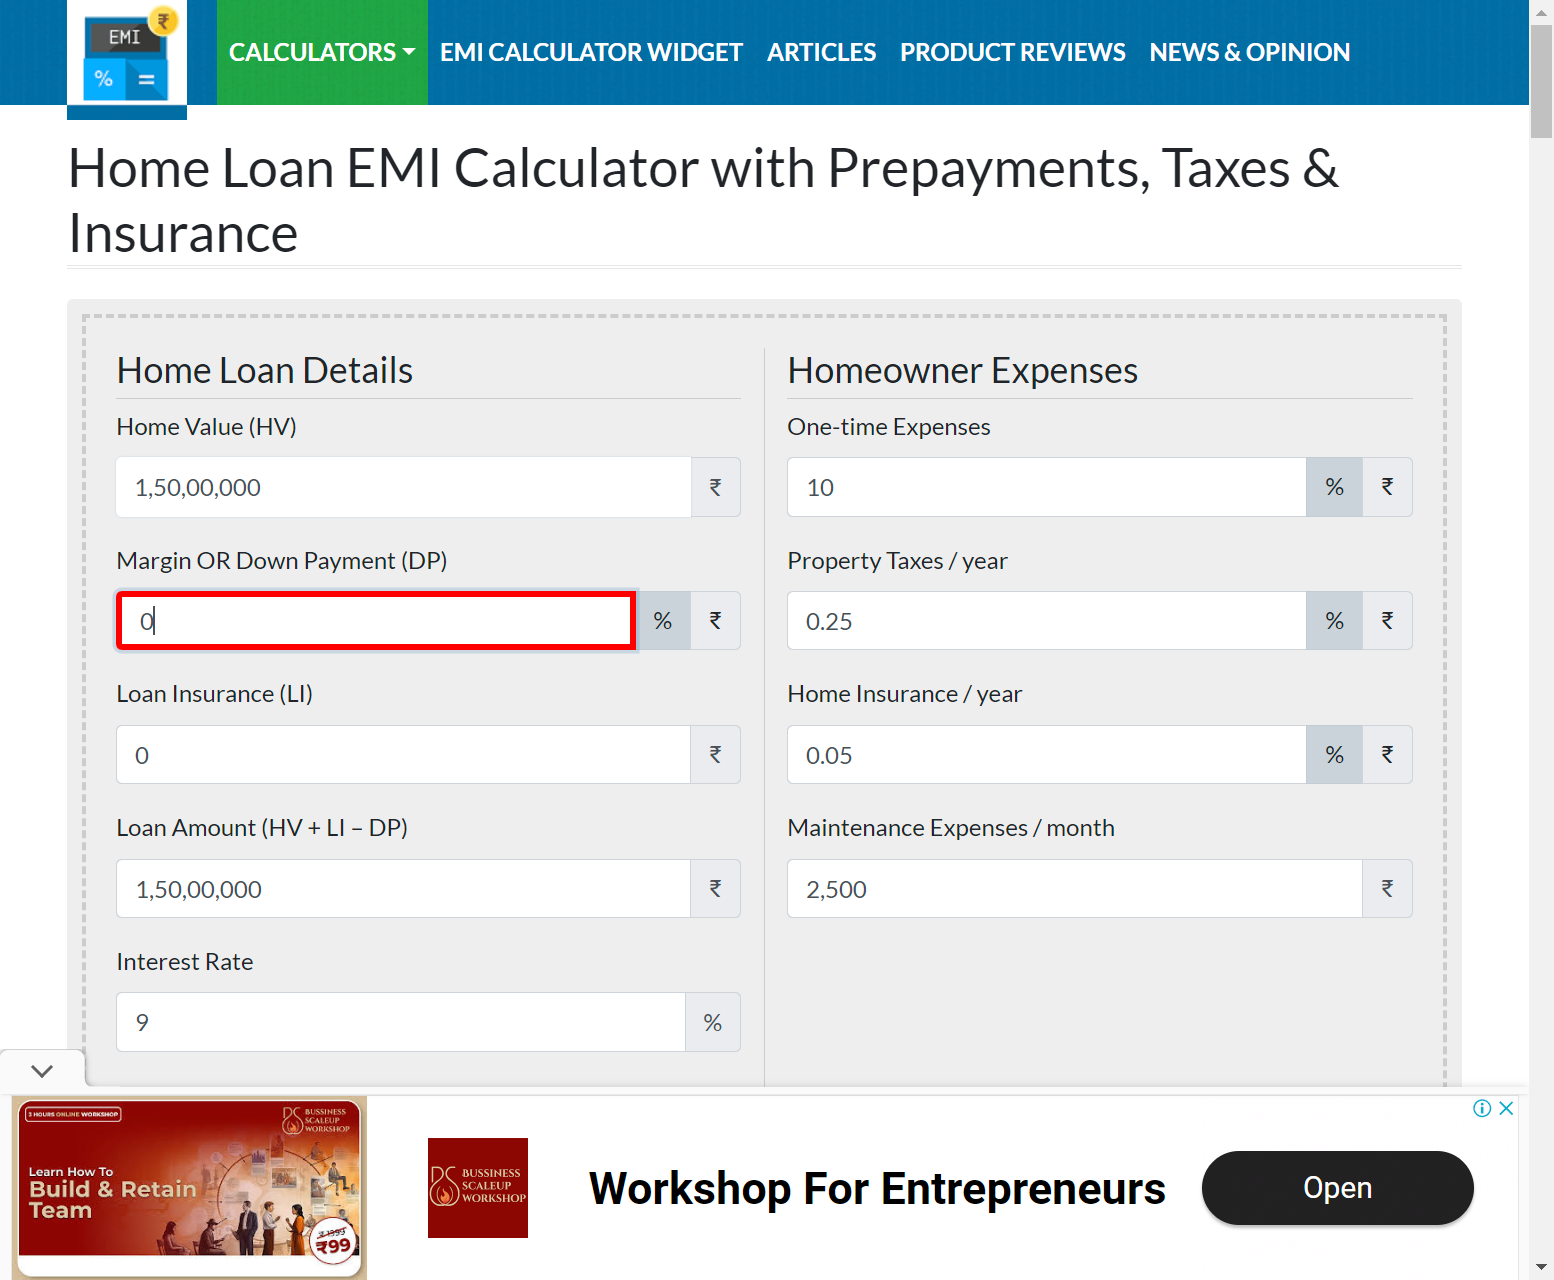 EMI
₹
%
=
CALCULATORS
EMI CALCULATOR WIDGET
ARTICLES
PRODUCT REVIEWS
NEWS & OPINION
Home Loan EMI Calculator with Prepayments, Taxes &
Insurance
Home Loan Details
Home Value (HV)
1,50,00,000
₹
Margin OR Down Payment (DP)
0
%
₹
Loan Insurance (LI)
0
₹
Loan Amount (HV + LI – DP)
1,50,00,000
₹
Interest Rate
9
%
Homeowner Expenses
One-time Expenses
10
%
₹
Property Taxes / year
0.25
%
₹
Home Insurance / year
0.05
%
₹
Maintenance Expenses / month
2,500
₹
3 HOURS ONLINE WORKSHOP
BUSSINESS
SCALEUP
WORKSHOP
Learn How To
Build & Retain
Team
₹1399
₹99
BUSSINESS
SCALEUP
WORKSHOP
Workshop For Entrepreneurs
Open